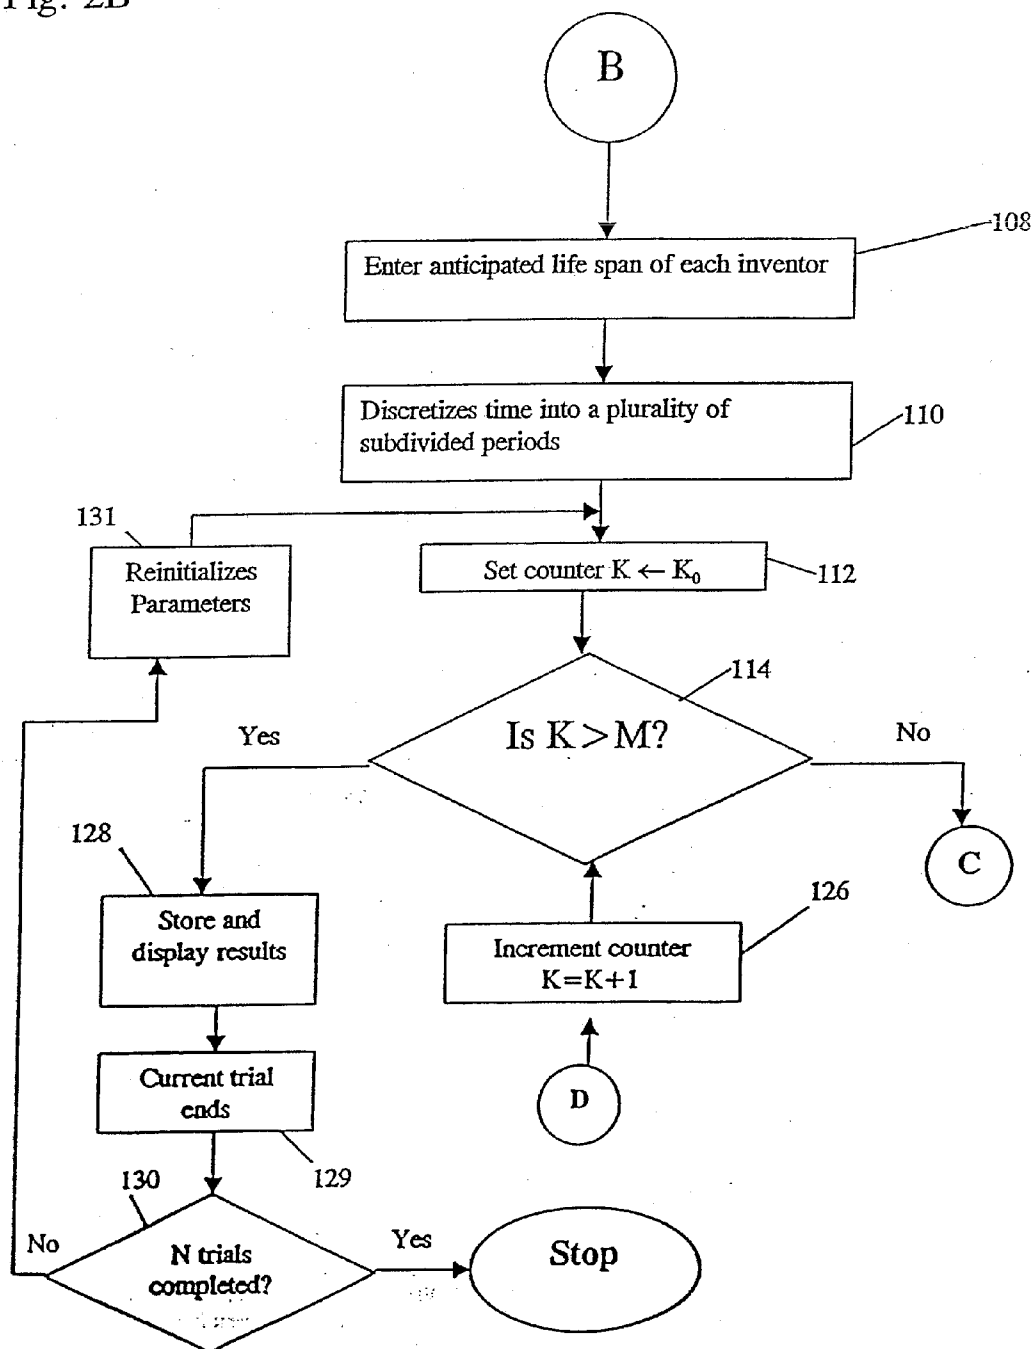 Fig. 2B
B
108
Enter anticipated life span of each inventor
Discretizes time into a plurality of
subdivided periods
110
131
Reinitializes
Parameters
Set counter K ← K₀
112
114
Is K > M?
Yes
No
C
128
Store and
display results
126
Increment counter
K=K+1
D
Current trial
ends
129
130
N trials
completed?
No
Yes
Stop